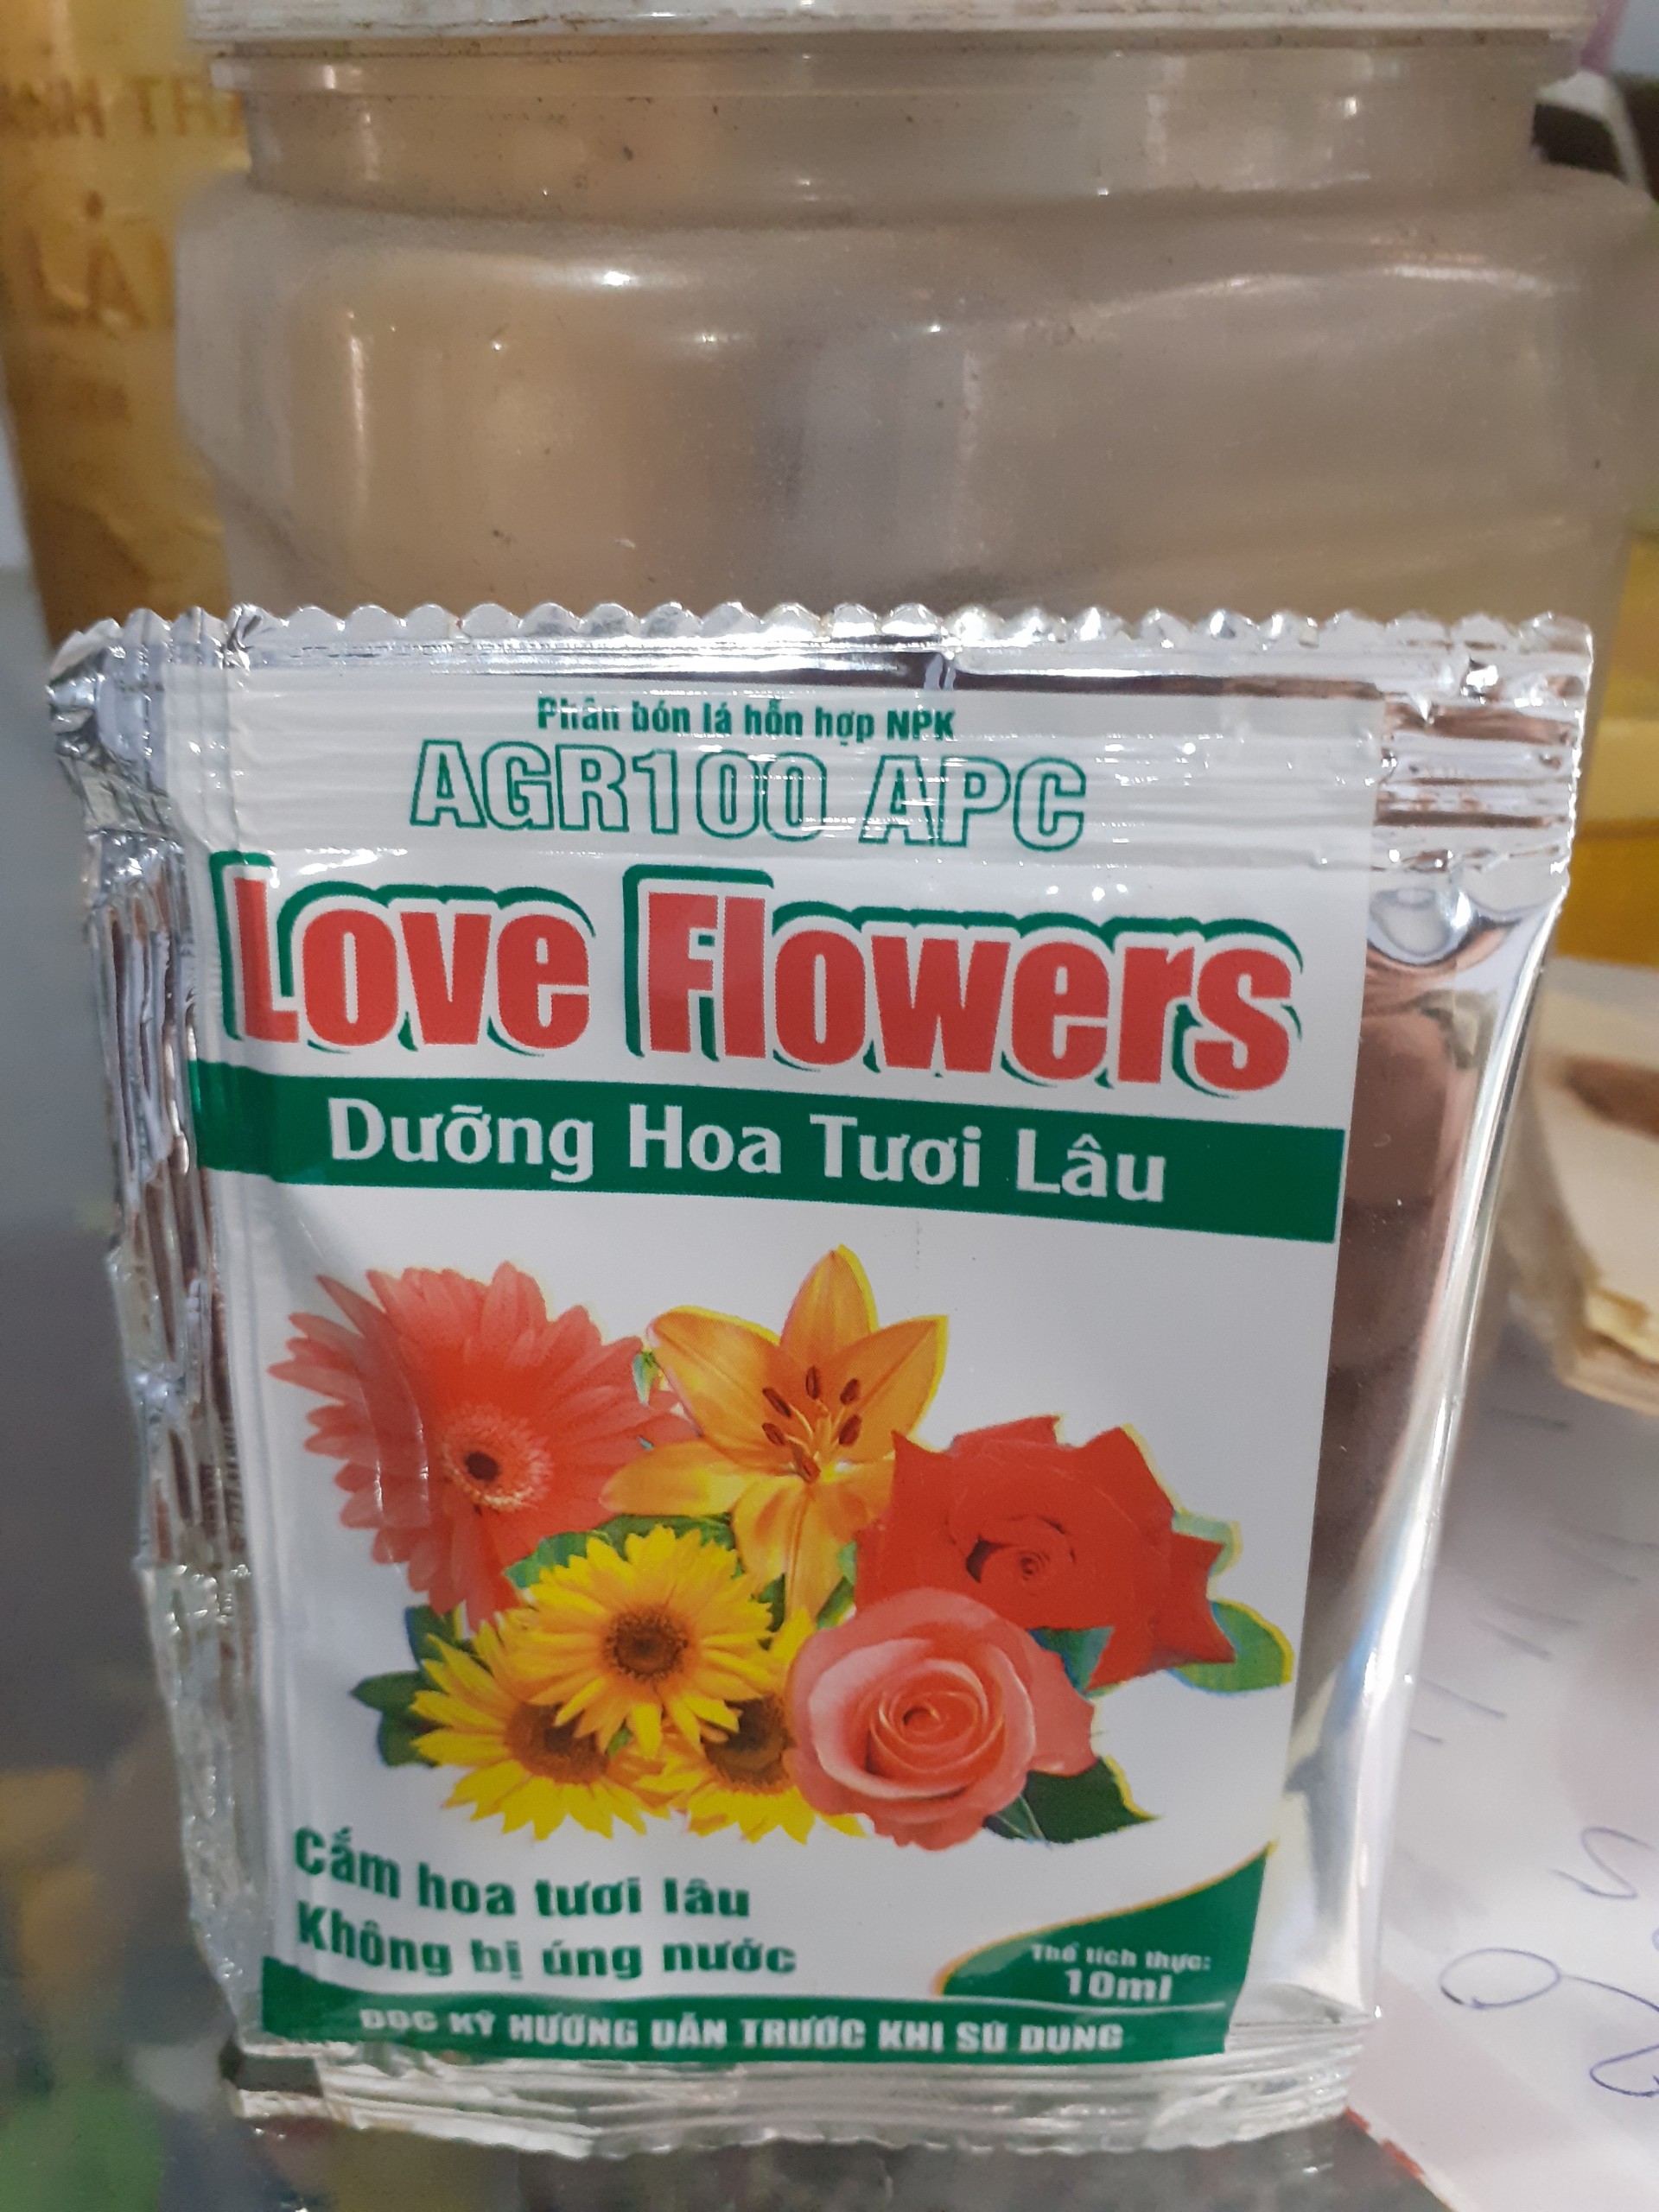 Phân bón lá hỗn hợp NPK
AGR100 APC
Love Flowers
Dưỡng Hoa Tươi Lâu
Cắm hoa tươi lâu
Không bị úng nước
Thể tích thực:
10ml
ĐỌC KỸ HƯỚNG DẪN TRƯỚC KHI SỬ DỤNG